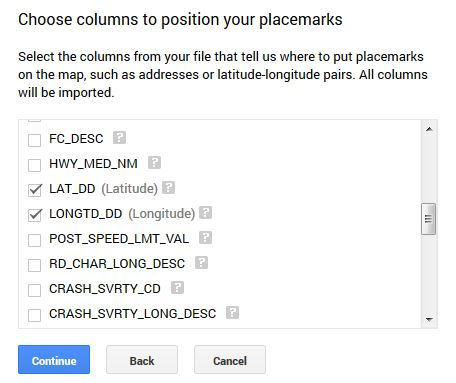 Choose columns to position your placemarks
Select the columns from your file that tell us where to put placemarks
on the map, such as addresses or latitude-longitude pairs. All columns
will be imported.
FC_DESC ?
HWY_MED_NM ?
LAT_DD (Latitude) ?
LONGTD_DD (Longitude) ?
POST_SPEED_LMT_VAL ?
RD_CHAR_LONG_DESC ?
CRASH_SVRTY_CD ?
CRASH_SVRTY_LONG_DESC ?
Continue Back Cancel